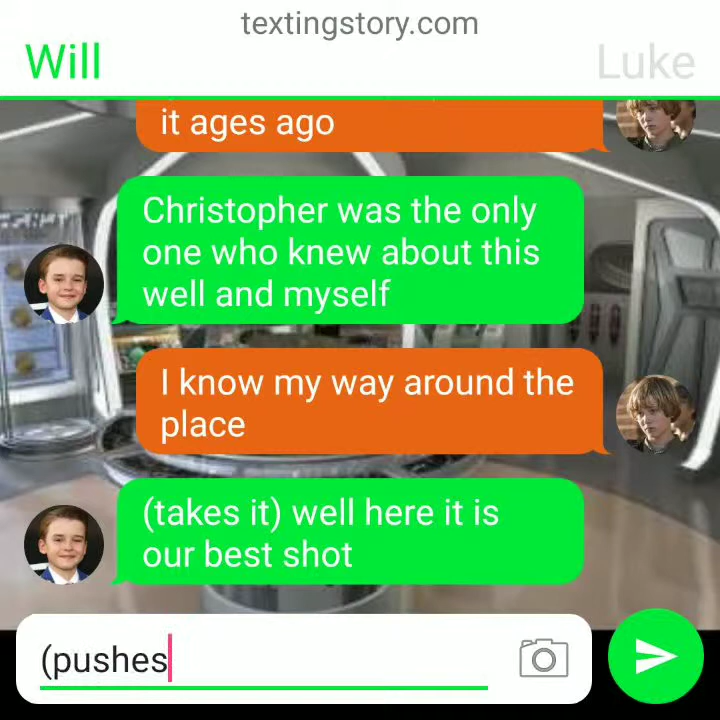 textingstory.com
Will
Luke
it ages ago
Christopher was the only
one who knew about this
well and myself
I know my way around the
place
(takes it) well here it is
our best shot
(pushes